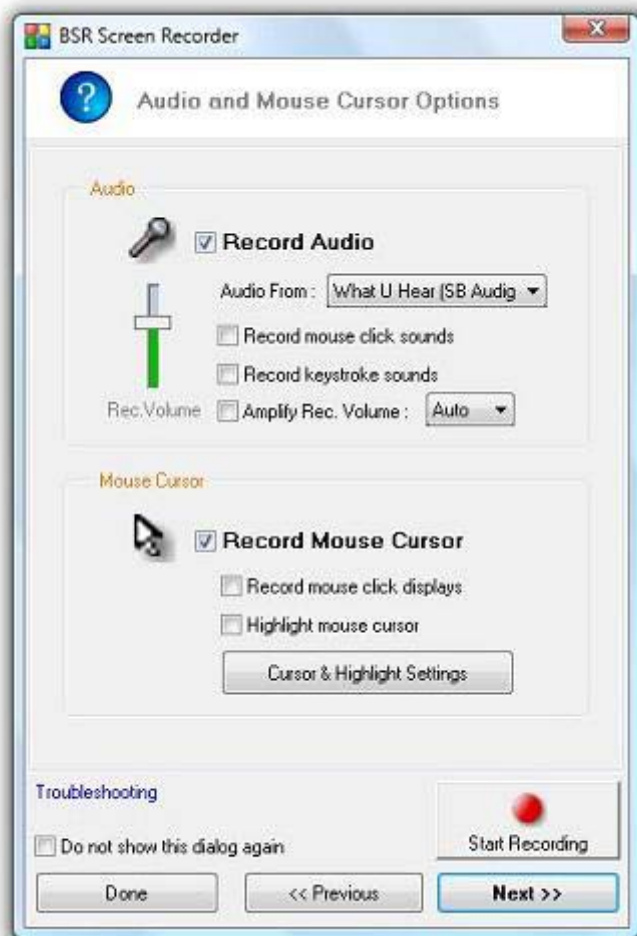 BSR Screen Recorder
Audio and Mouse Cursor Options
Audio
Record Audio
Audio From : What U Hear (SB Audig
Record mouse click sounds
Record keystroke sounds
Rec.Volume Amplify Rec. Volume : Auto
Mouse Cursor
Record Mouse Cursor
Record mouse click displays
Highlight mouse cursor
Cursor & Highlight Settings
Troubleshooting
Do not show this dialog again Start Recording
Done << Previous Next >>